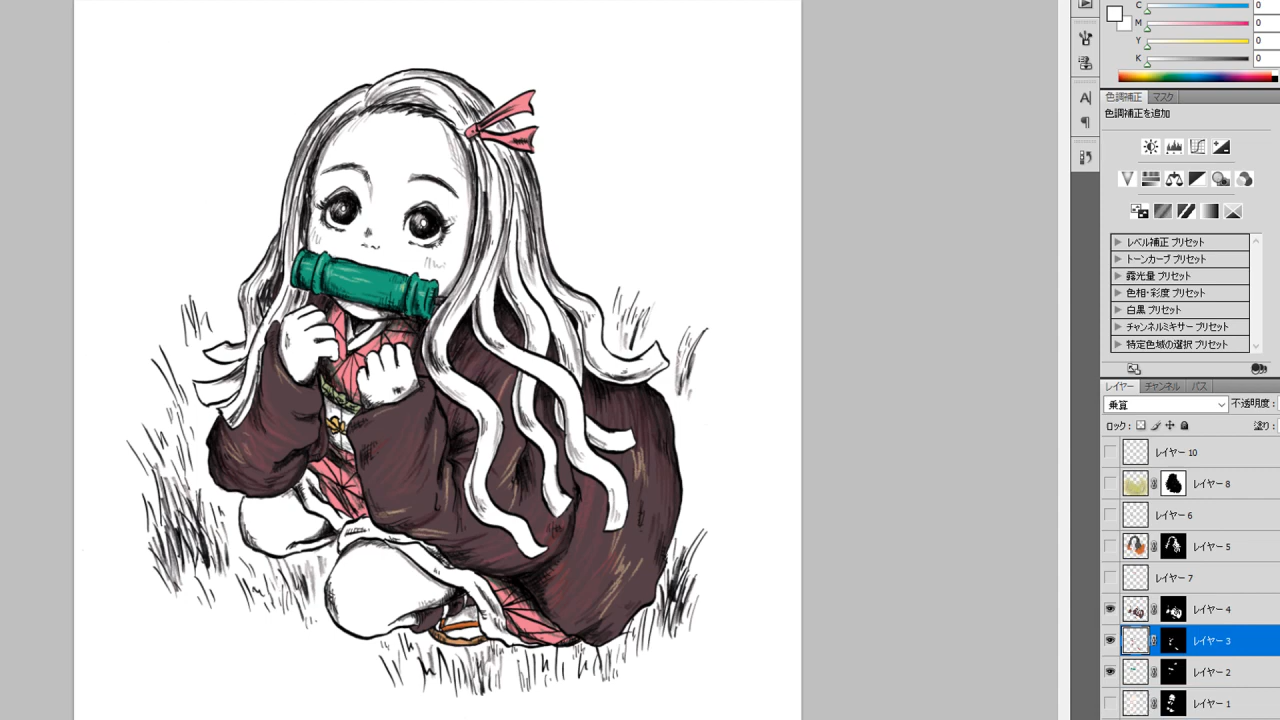 C 0
M 0
Y 0
K 0
色調補正 マスク
色調補正を追加
レベル補正 プリセット
トーンカーブ プリセット
露光量 プリセット
色相・彩度 プリセット
白黒 プリセット
チャンネルミキサー プリセット
特定色域の選択 プリセット
レイヤー チャンネル パス
乗算 不透明度 :
ロック : 塗り :
レイヤー 10
レイヤー 8
レイヤー 6
レイヤー 5
レイヤー 7
レイヤー 4
レイヤー 3
レイヤー 2
レイヤー 1